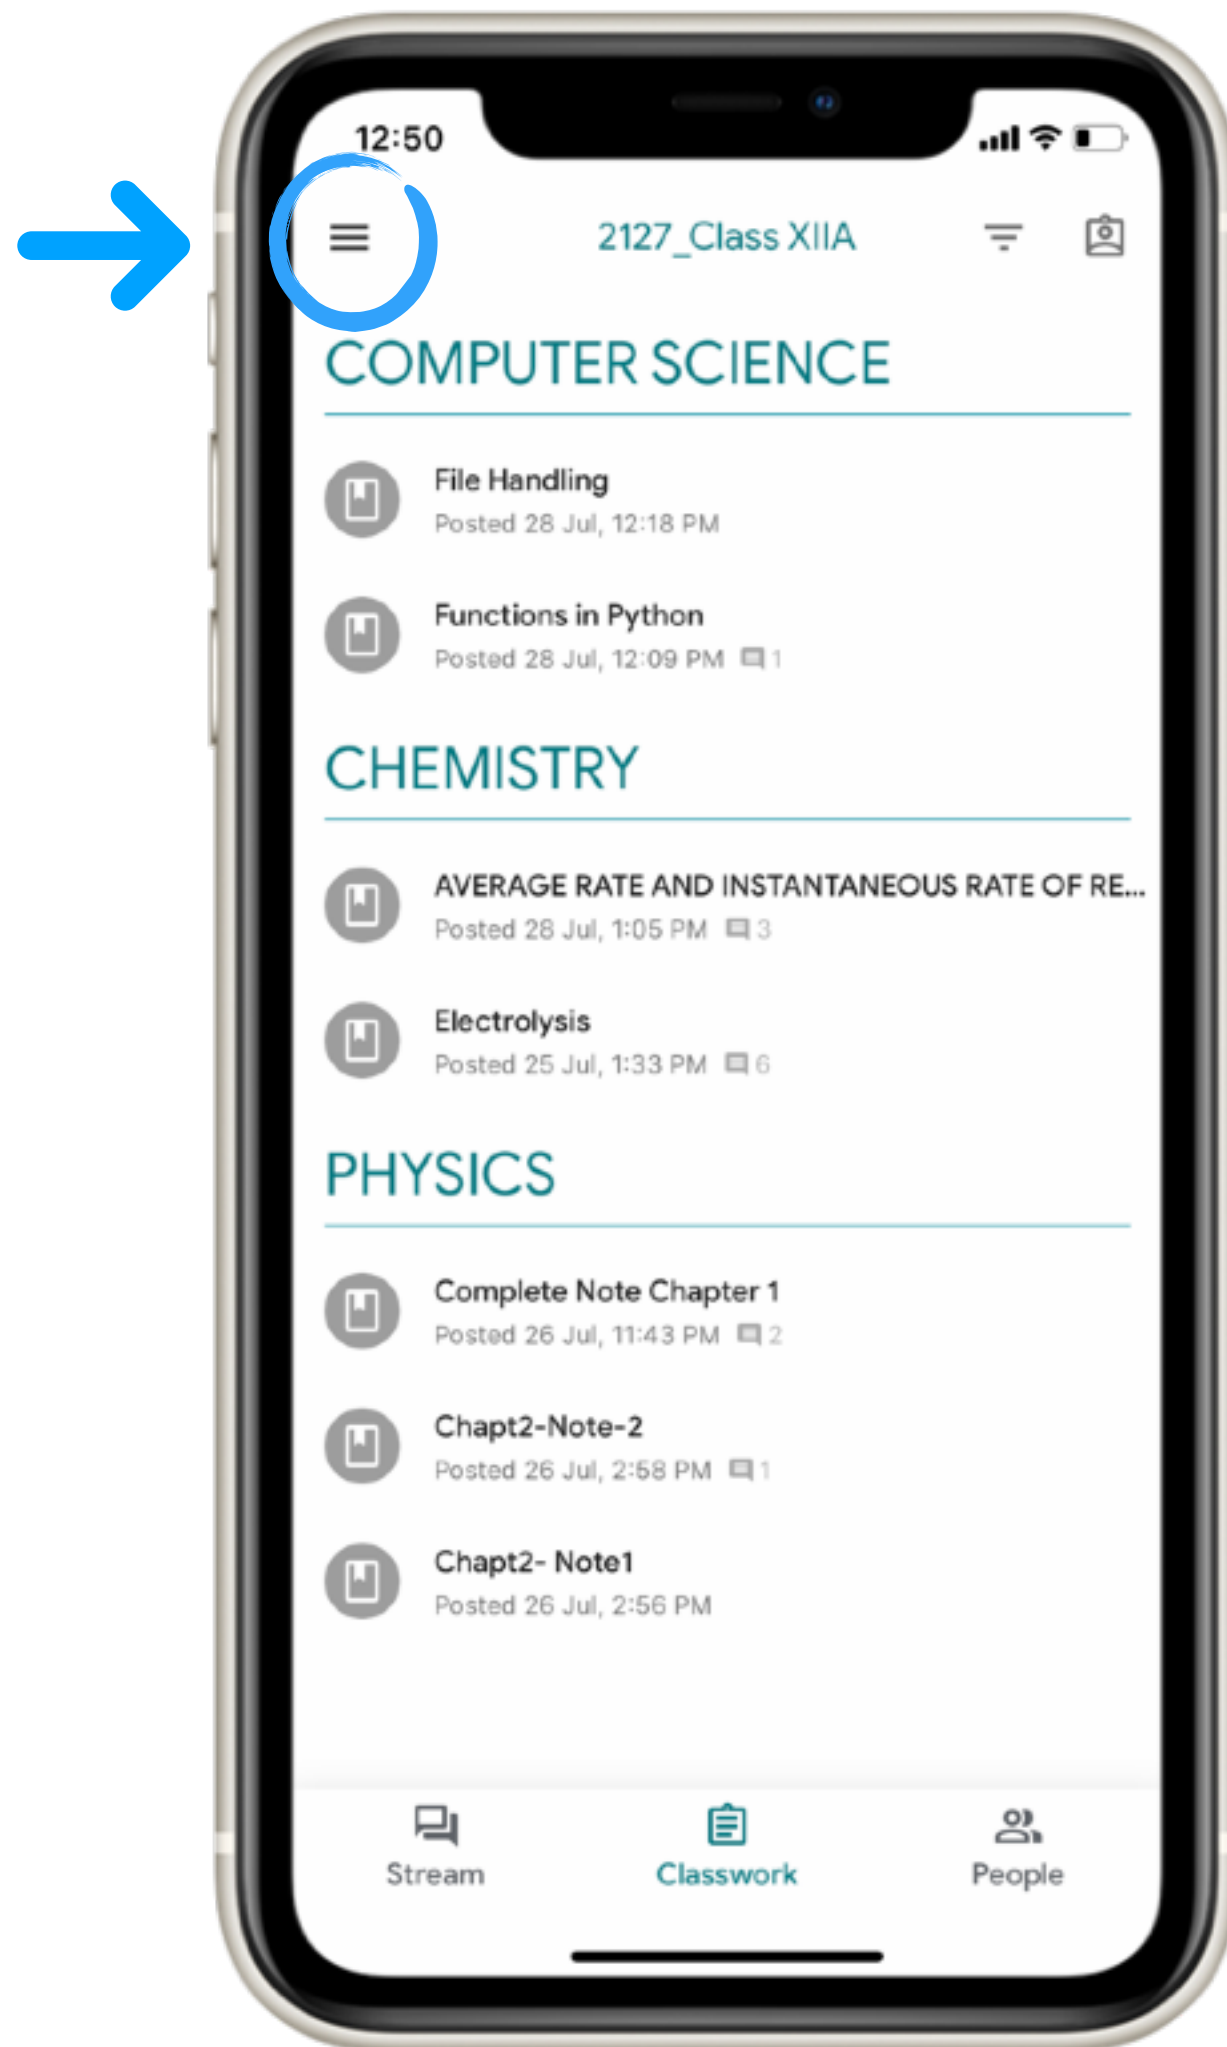 12:50
2127_Class XIIA
COMPUTER SCIENCE
File Handling
Posted 28 Jul, 12:18 PM
Functions in Python
Posted 28 Jul, 12:09 PM 1
CHEMISTRY
AVERAGE RATE AND INSTANTANEOUS RATE OF RE...
Posted 28 Jul, 1:05 PM 3
Electrolysis
Posted 25 Jul, 1:33 PM 6
PHYSICS
Complete Note Chapter 1
Posted 26 Jul, 11:43 PM 2
Chapt2-Note-2
Posted 26 Jul, 2:58 PM 1
Chapt2- Note1
Posted 26 Jul, 2:56 PM
Stream Classwork People